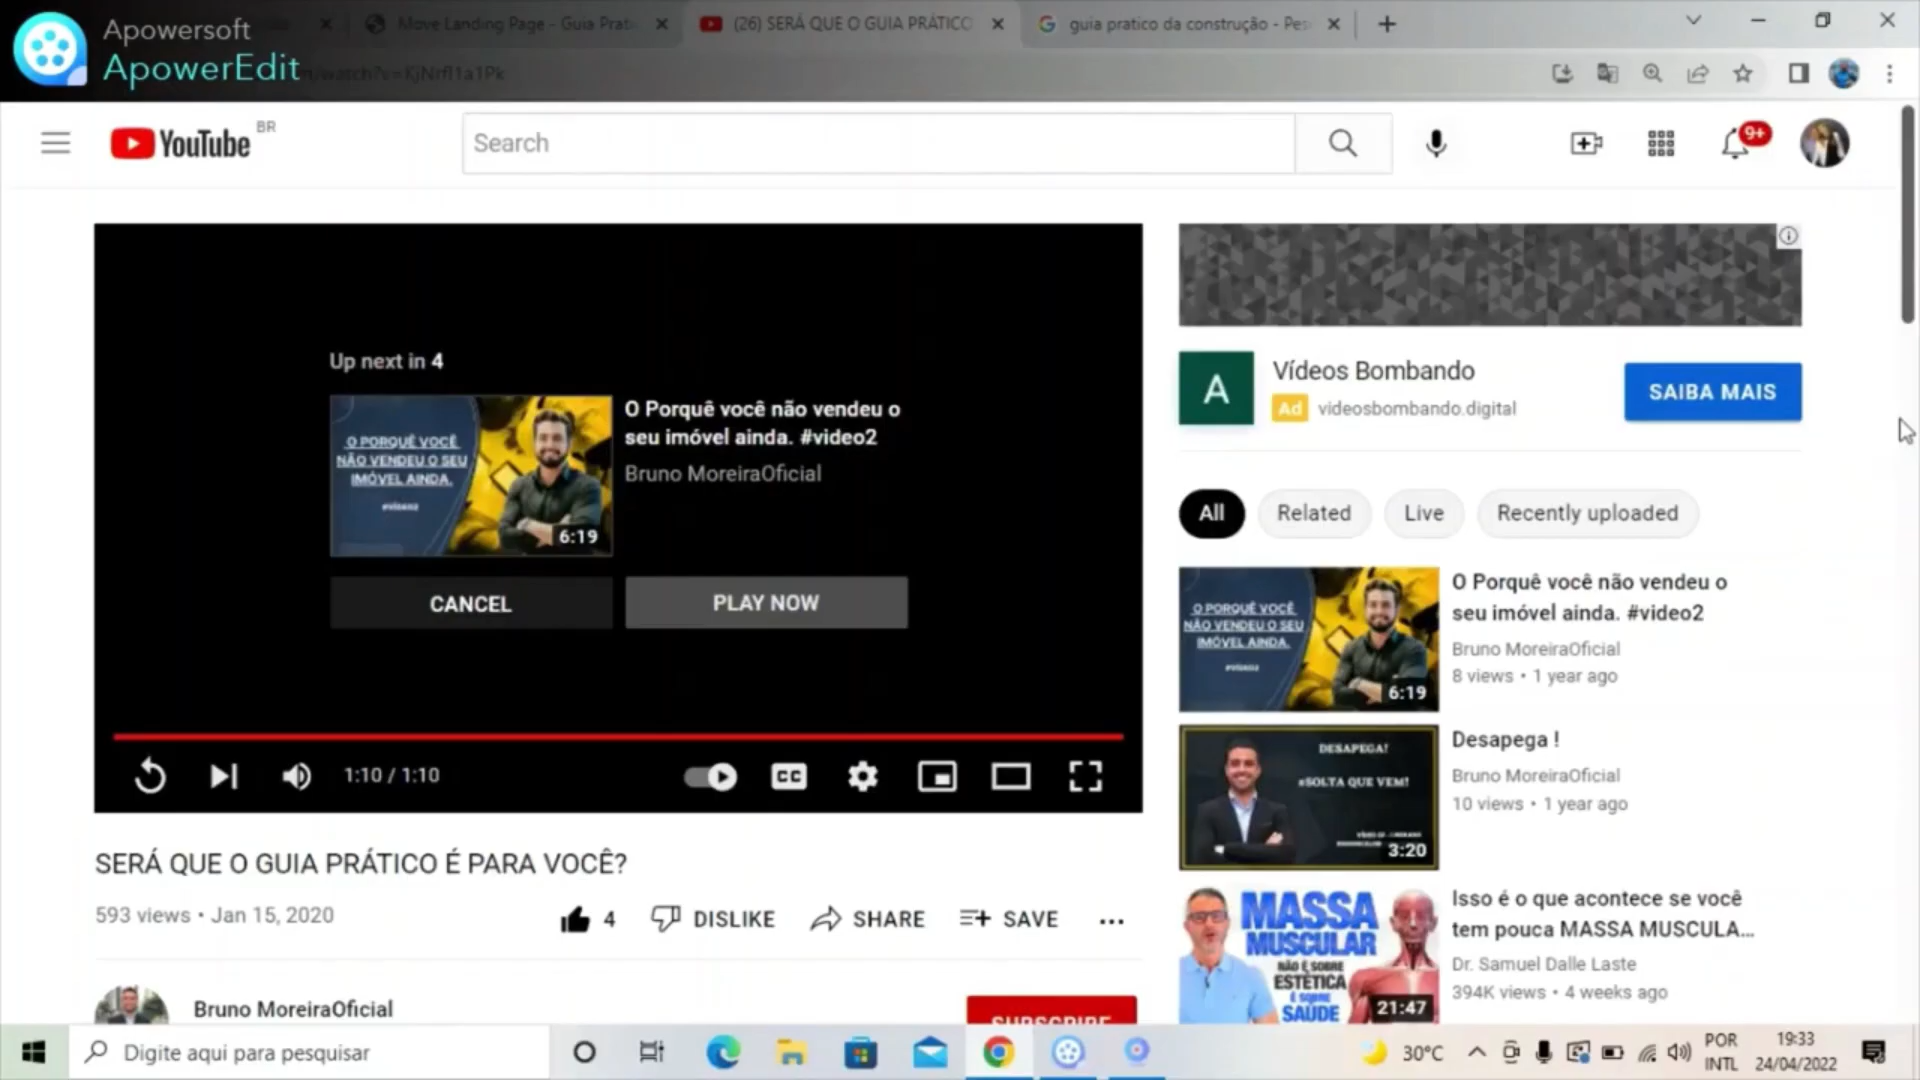 Apowersoft
ApowerEdit
Move Landing Page - Guia Prati
(26) SERÁ QUE O GUIA PRÁTICO
guia pratico da construção - Pes
/watch?v=KjNrfl1a1Pk
YouTube BR
Search
9+
Up next in 4
O PORQUÊ VOCÊ
NÃO VENDEU O SEU
IMÓVEL AINDA.
#video2
6:19
O Porquê você não vendeu o
seu imóvel ainda. #video2
Bruno MoreiraOficial
CANCEL
PLAY NOW
1:10 / 1:10
CC
SERÁ QUE O GUIA PRÁTICO É PARA VOCÊ?
593 views • Jan 15, 2020
4
DISLIKE
SHARE
SAVE
Bruno MoreiraOficial
SUBSCRIBE
A
Vídeos Bombando
Ad videosbombando.digital
SAIBA MAIS
All
Related
Live
Recently uploaded
O PORQUÊ VOCÊ
NÃO VENDEU O SEU
IMÓVEL AINDA.
#video2
6:19
O Porquê você não vendeu o
seu imóvel ainda. #video2
Bruno MoreiraOficial
8 views • 1 year ago
DESAPEGA!
#SOLTA QUE VEM!
3:20
Desapega !
Bruno MoreiraOficial
10 views • 1 year ago
MASSA
MUSCULAR
NÃO É SOBRE
ESTÉTICA
É SOBRE
SAÚDE
21:47
Isso é o que acontece se você
tem pouca MASSA MUSCULA...
Dr. Samuel Dalle Laste
394K views • 4 weeks ago
Digite aqui para pesquisar
30°C
POR
INTL
19:33
24/04/2022